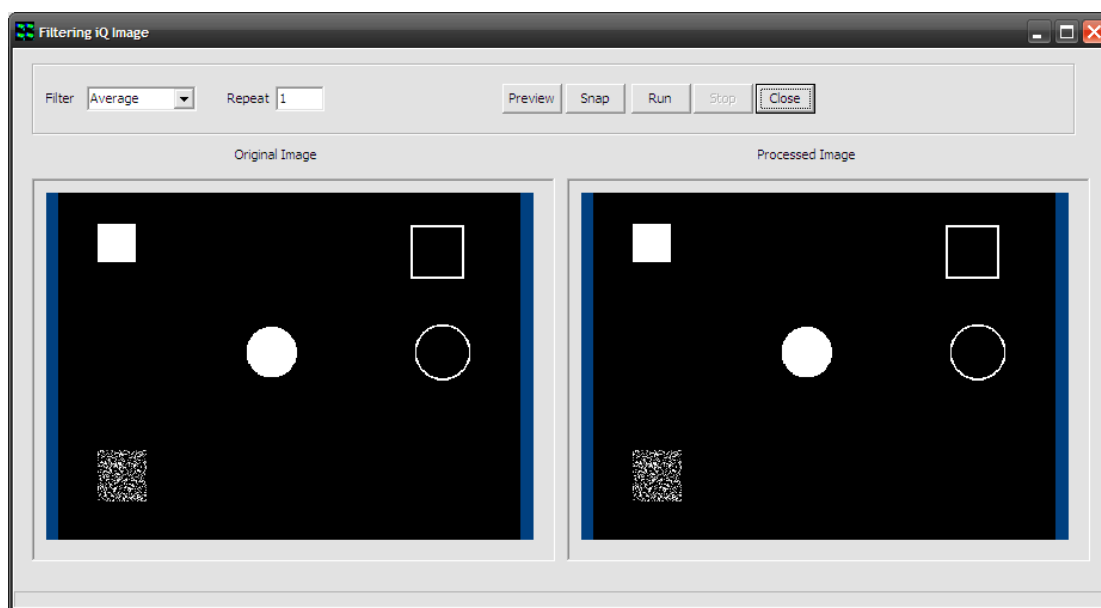 Filtering iQ Image
Filter Average Repeat 1 Preview Snap Run Stop Close
Original Image Processed Image